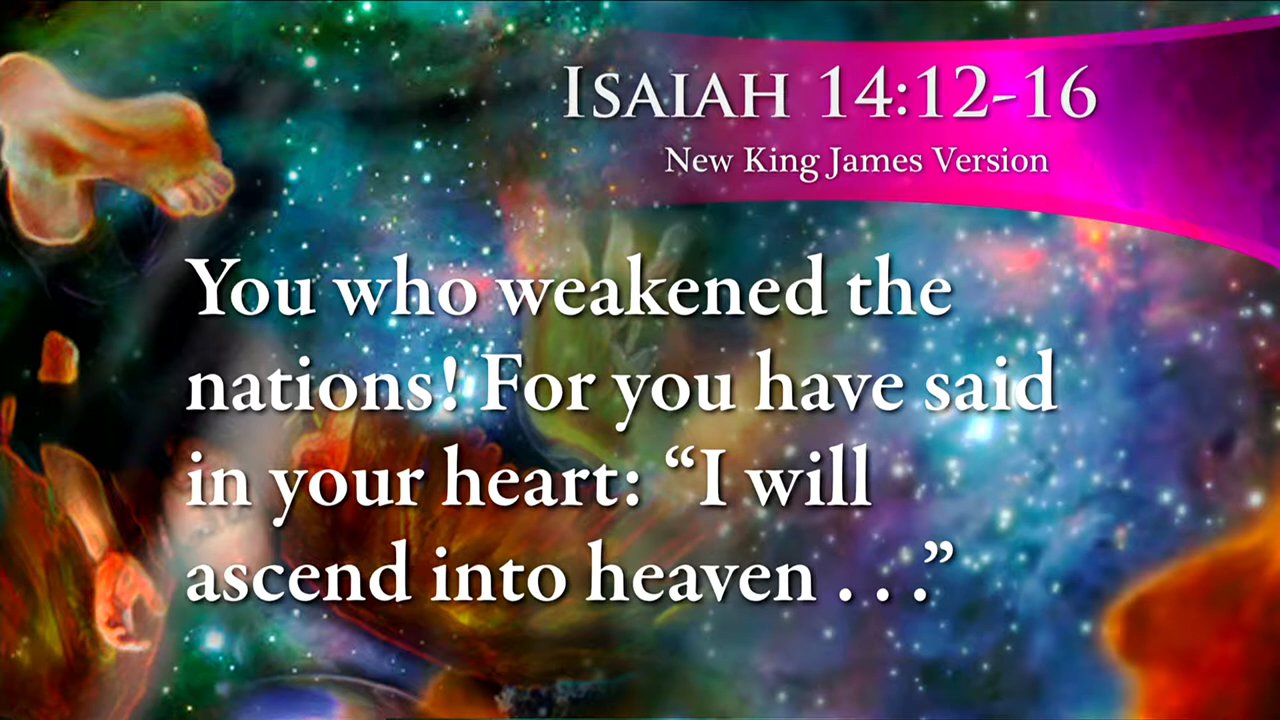 ISAIAH 14:12-16
New King James Version
You who weakened the
nations! For you have said
in your heart: “I will
ascend into heaven . . .”